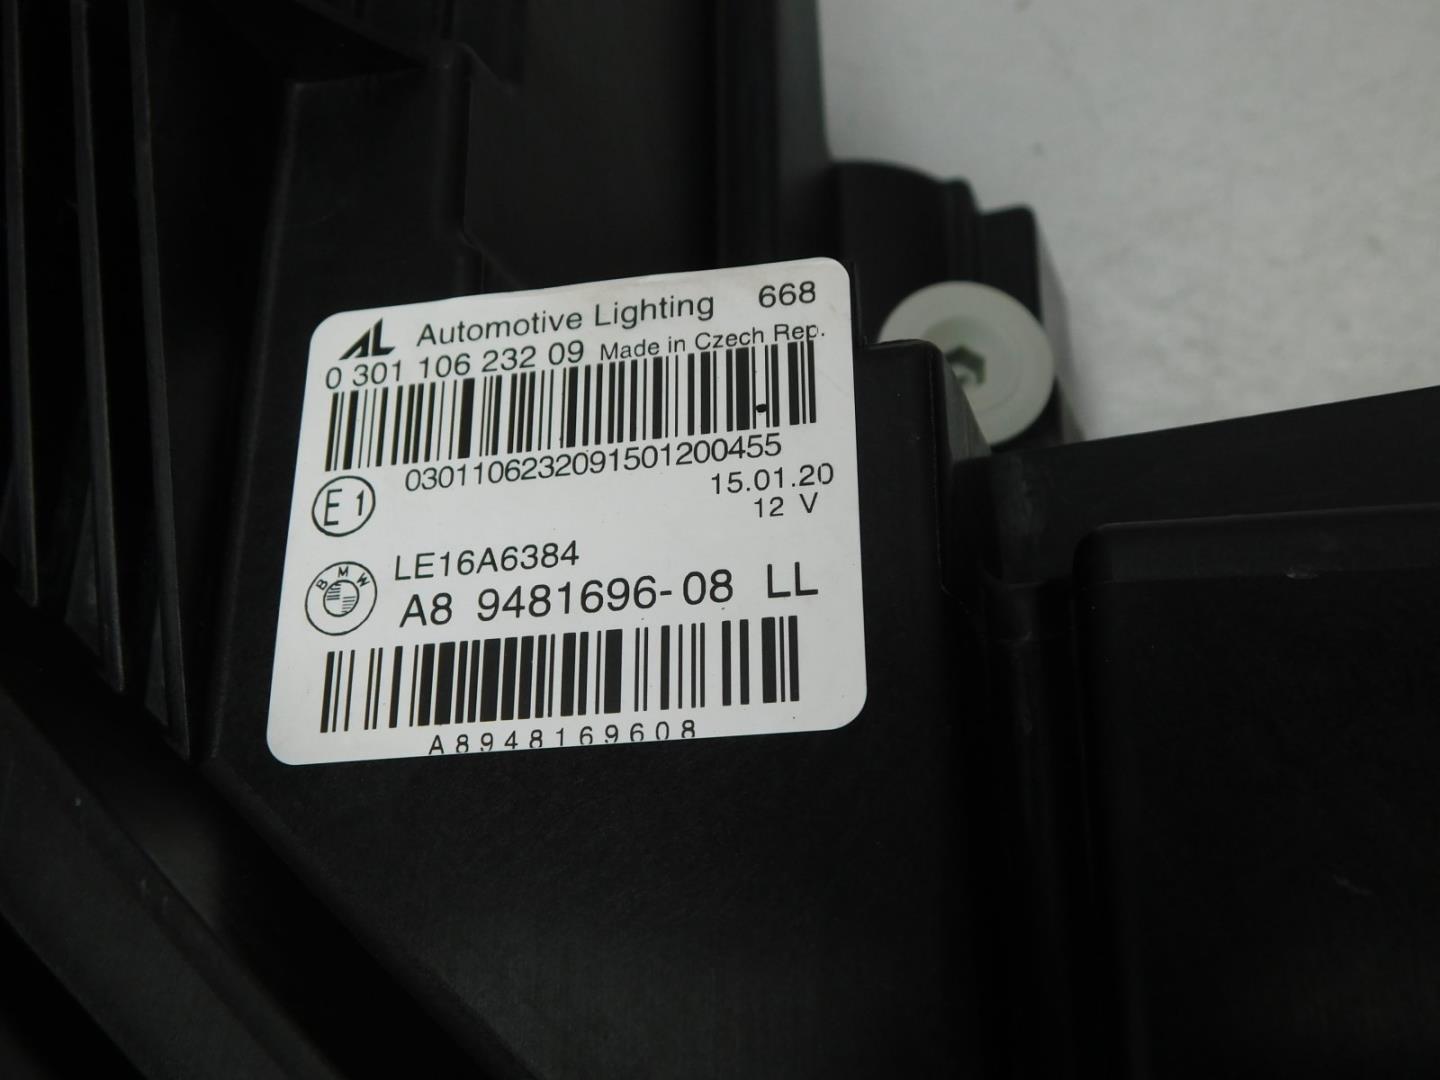 AL Automotive Lighting 668
0 301 106 232 09 Made in Czech Rep.
0301106232091501200455
E1 15.01.20
12 V
BMW LE16A6384
A8 9481696-08 LL
A8948169608